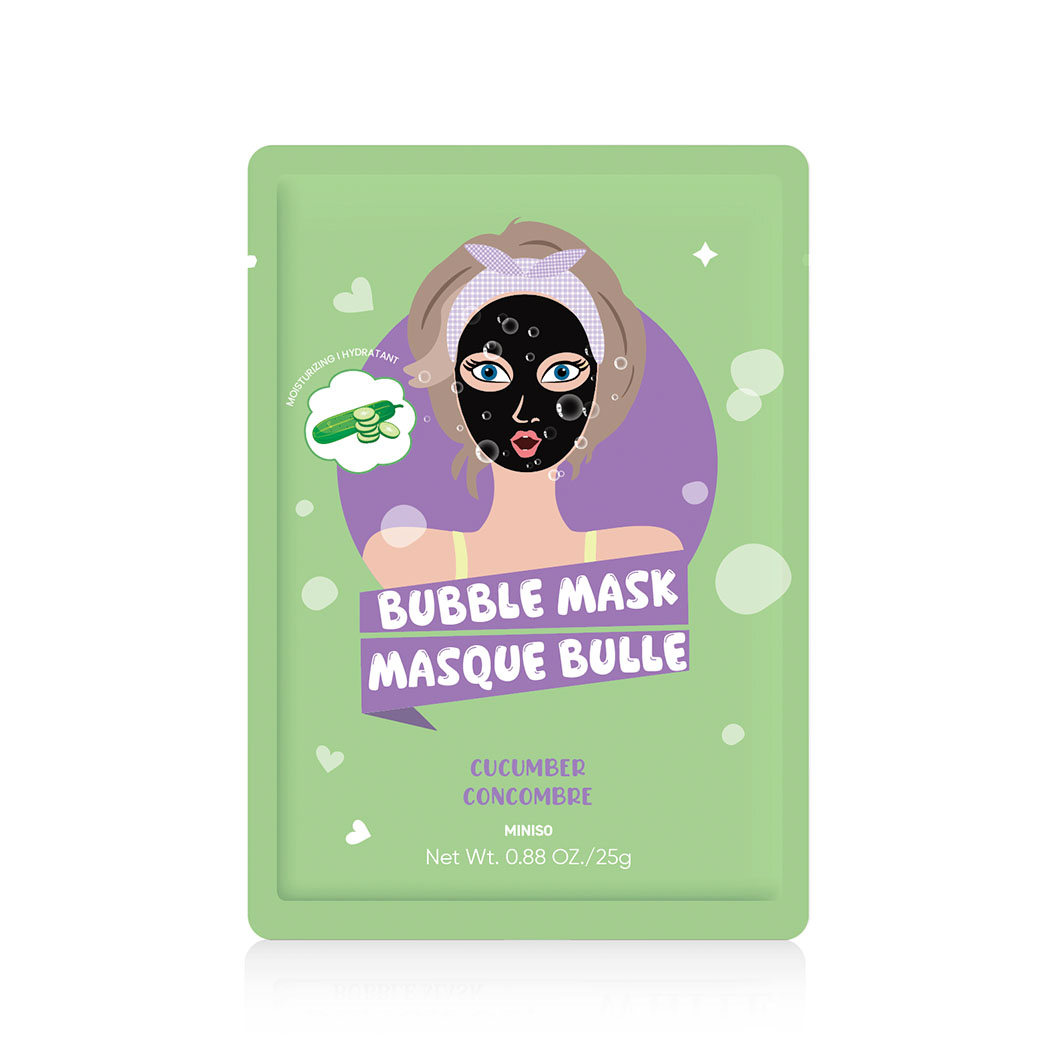 MOISTURIZING | HYDRATANT
BUBBLE MASK
MASQUE BULLE
CUCUMBER
CONCOMBRE
MINISO
Net Wt. 0.88 OZ./25g